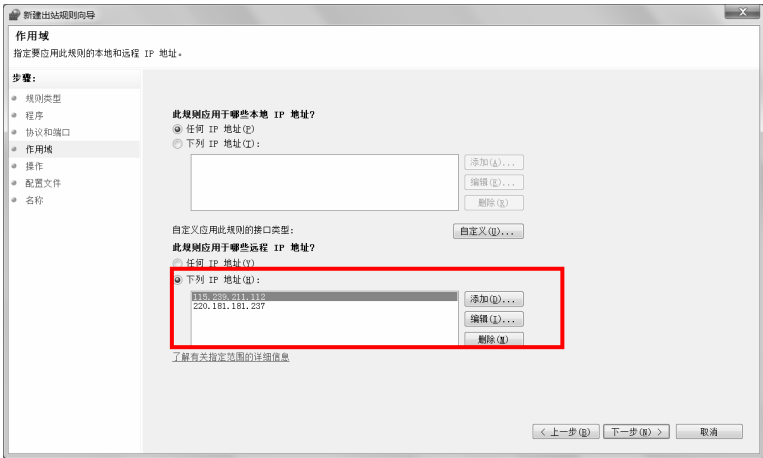 新建出站规则向导
作用域
指定要应用此规则的本地和远程 IP 地址。
步骤:
规则类型
程序
协议和端口
作用域
操作
配置文件
名称
此规则应用于哪些本地 IP 地址?
任何 IP 地址(P)
下列 IP 地址(T):
添加(A)...
编辑(E)...
删除(R)
自定义应用此规则的接口类型:
自定义(U)...
此规则应用于哪些远程 IP 地址?
任何 IP 地址(Y)
下列 IP 地址(H):
115.239.211.112
220.181.181.237
添加(D)...
编辑(I)...
删除(M)
了解有关指定范围的详细信息
< 上一步(B)
下一步(N) >
取消